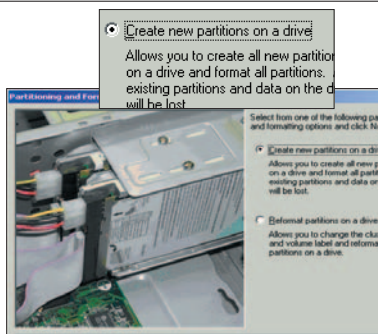 Create new partitions on a drive
Allows you to create all new partition
on a drive and format all partitions.
existing partitions and data on the d
will be lost
Partitioning and For
Select from one of the following pa
and formatting options and click N
Create new partitions on a dri
Allows you to create all new p
on a drive and format all partit
existing partitions and data on
will be lost.
Reformat partitions on a drive
Allows you to change the clu
and volume label and reforma
partitions on a drive.